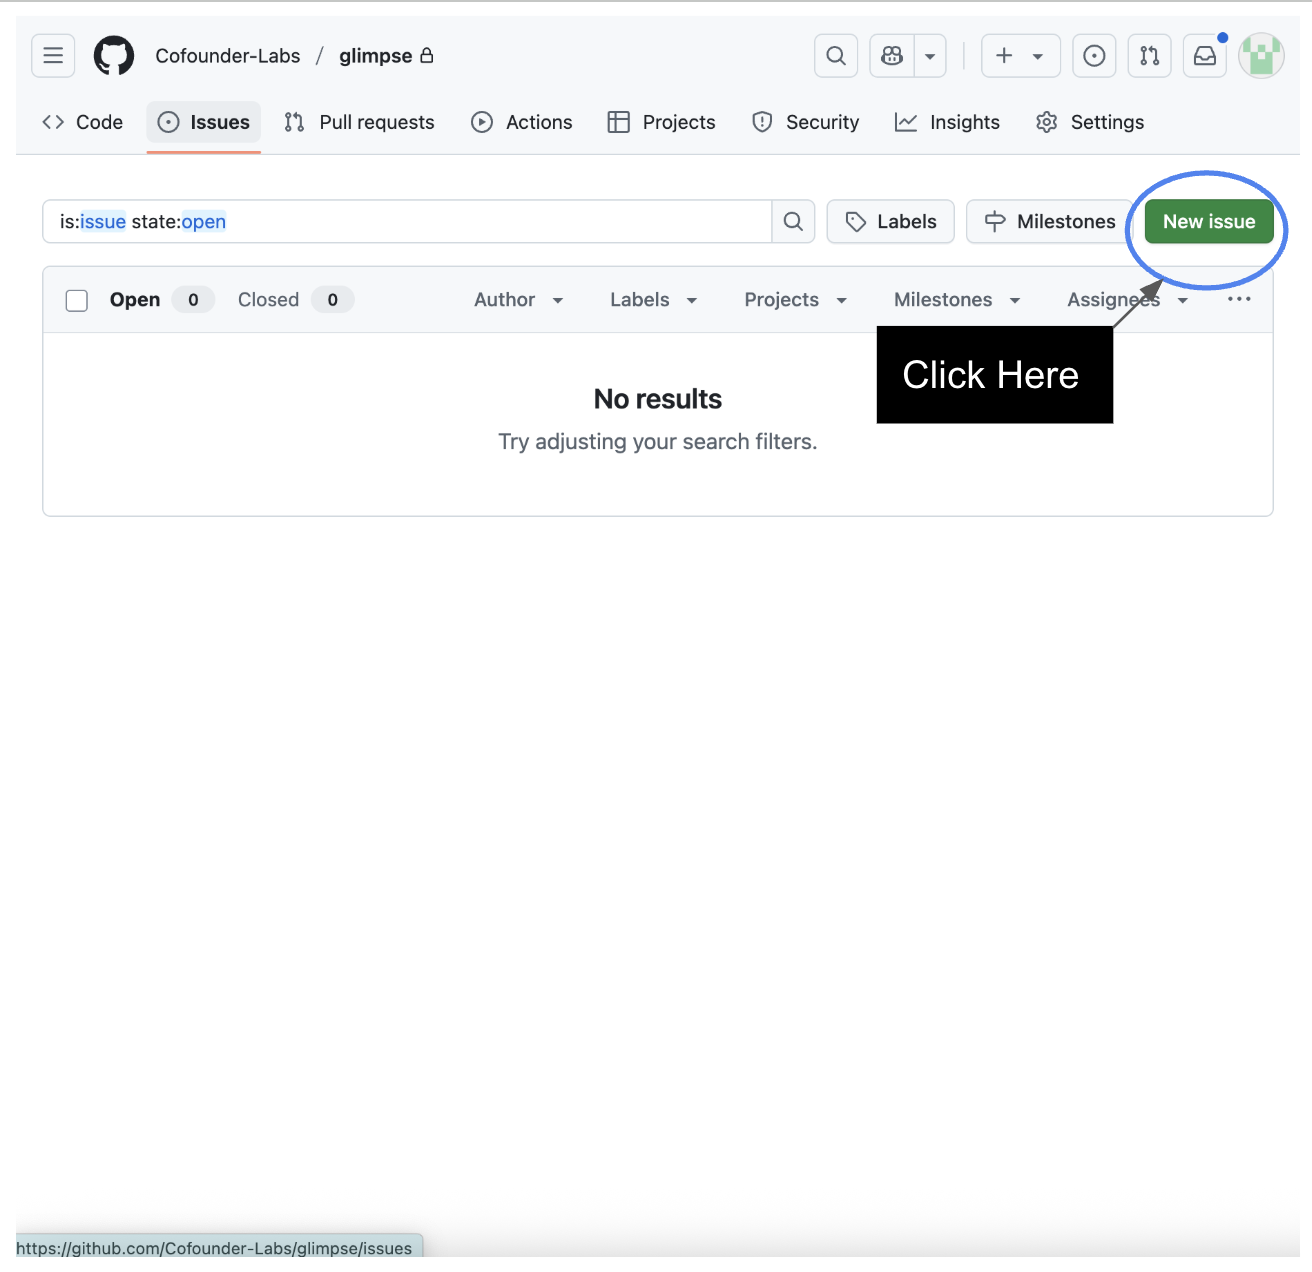 Cofounder-Labs / glimpse
Code Issues Pull requests Actions Projects Security Insights Settings
is:issue state:open Labels Milestones New issue
Open 0 Closed 0 Author Labels Projects Milestones Assignees
Click Here
No results
Try adjusting your search filters.
https://github.com/Cofounder-Labs/glimpse/issues